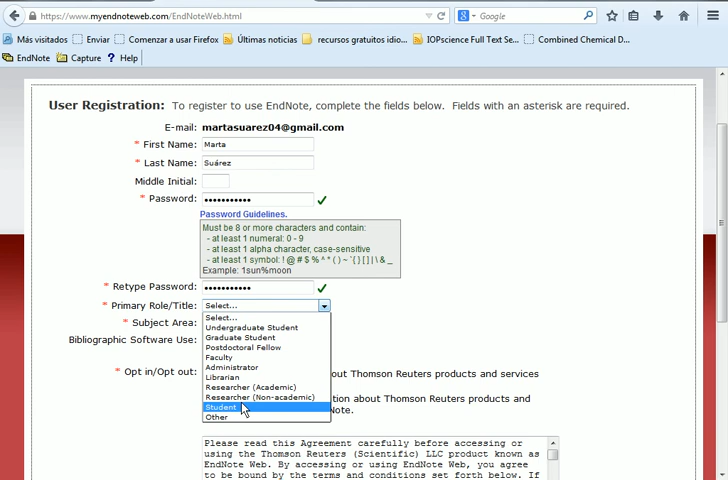 https://www.myendnoteweb.com/EndNoteWeb.html
Google
Más visitados Enviar Comenzar a usar Firefox Últimas noticias recursos gratuitos idio... IOPscience Full Text Se... Combined Chemical D...
EndNote Capture ? Help
User Registration: To register to use EndNote, complete the fields below. Fields with an asterisk are required.
E-mail: martasuarez04@gmail.com
* First Name: Marta
* Last Name: Suárez
Middle Initial:
* Password: •••••••••••
Password Guidelines.
Must be 8 or more characters and contain:
- at least 1 numeral: 0 - 9
- at least 1 alpha character, case-sensitive
- at least 1 symbol: ! @ # $ % ^ * ( ) ~ ` { } [ ] | \ & _
Example: 1sun%moon
* Retype Password: •••••••••••
* Primary Role/Title: Select...
* Subject Area:
Bibliographic Software Use:
Select...
Undergraduate Student
Graduate Student
Postdoctoral Fellow
Faculty
Administrator
Librarian
Researcher (Academic)
Researcher (Non-academic)
Student
Other
* Opt in/Opt out: bout Thomson Reuters products and services
tion about Thomson Reuters products and
Note.
Please read this Agreement carefully before accessing or
using the Thomson Reuters (Scientific) LLC product known as
EndNote Web. By accessing or using EndNote Web, you agree
to be bound by the terms and conditions set forth below. If